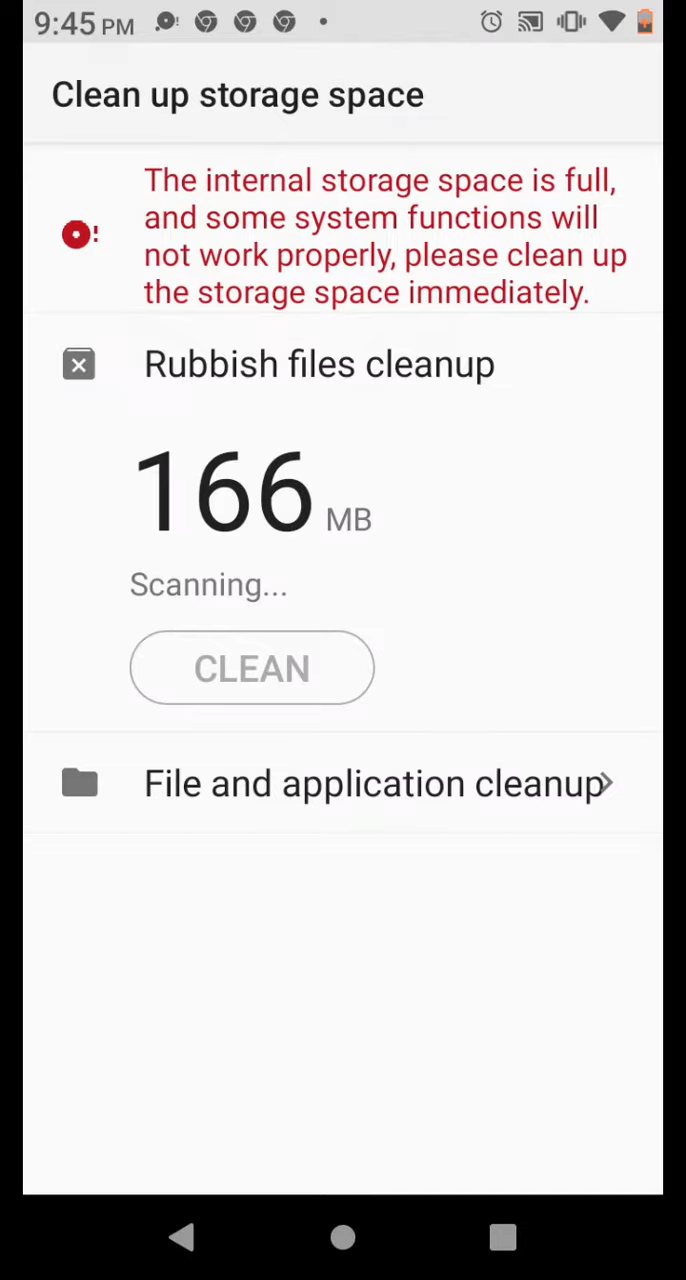 9:45 PM
Clean up storage space
The internal storage space is full,
and some system functions will
not work properly, please clean up
the storage space immediately.
Rubbish files cleanup
166 MB
Scanning...
CLEAN
File and application cleanup